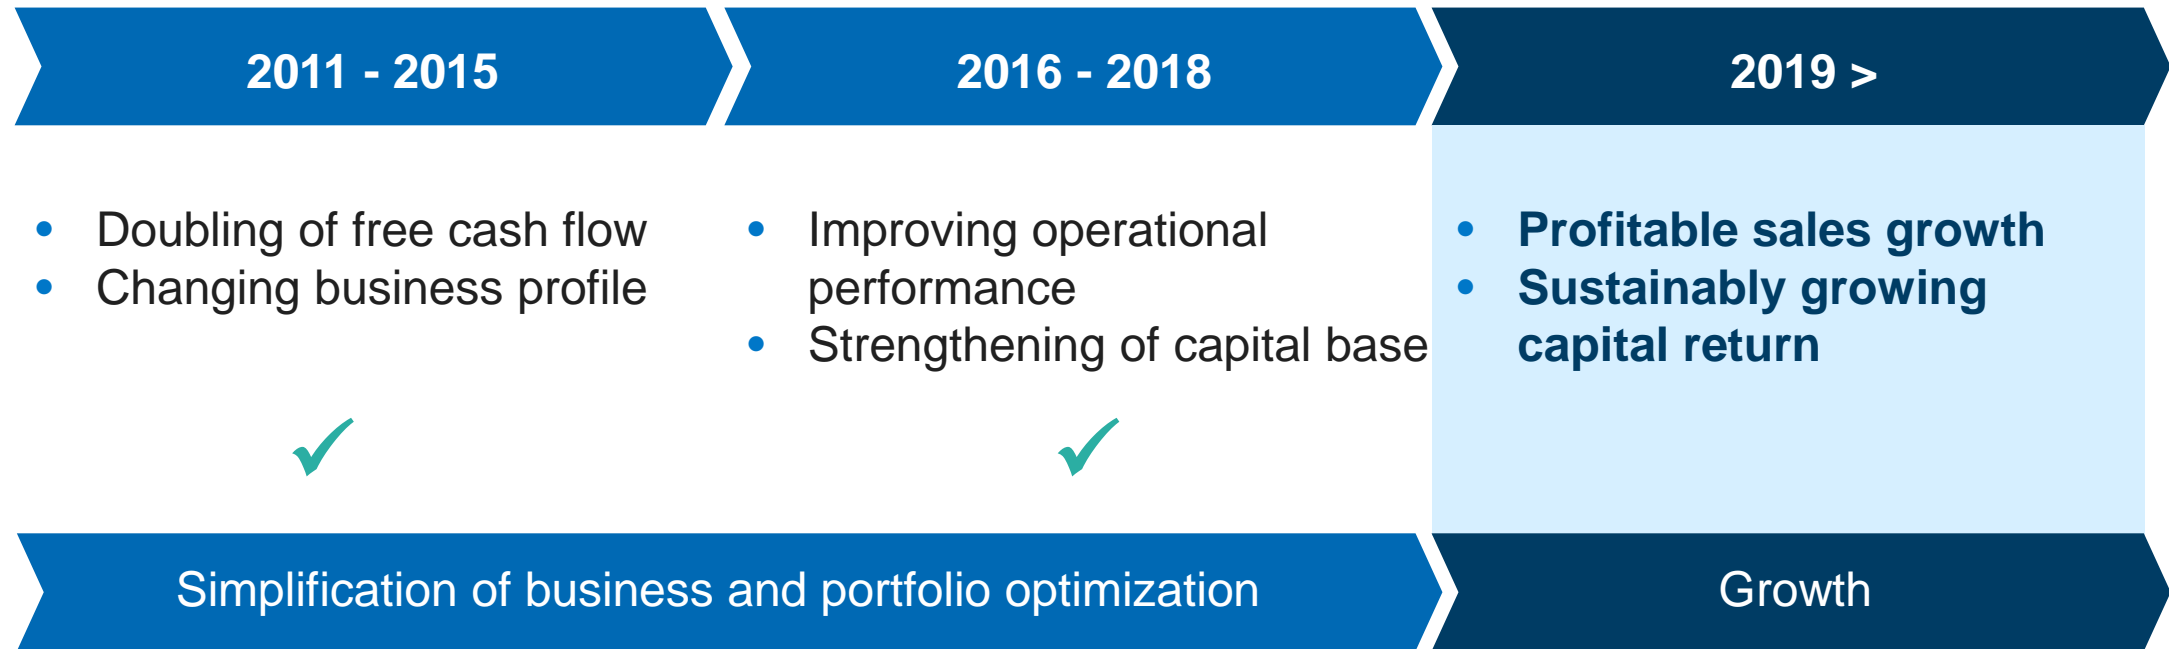 2011 - 2015
2016 - 2018
2019 >
• Doubling of free cash flow
• Changing business profile
• Improving operational
performance
• Strengthening of capital base
• Profitable sales growth
• Sustainably growing
capital return
Simplification of business and portfolio optimization
Growth